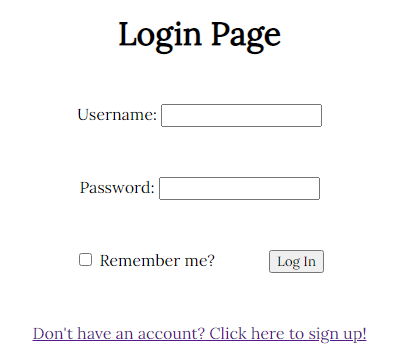 Login Page
Username:
Password:
Remember me? Log In
Don't have an account? Click here to sign up!